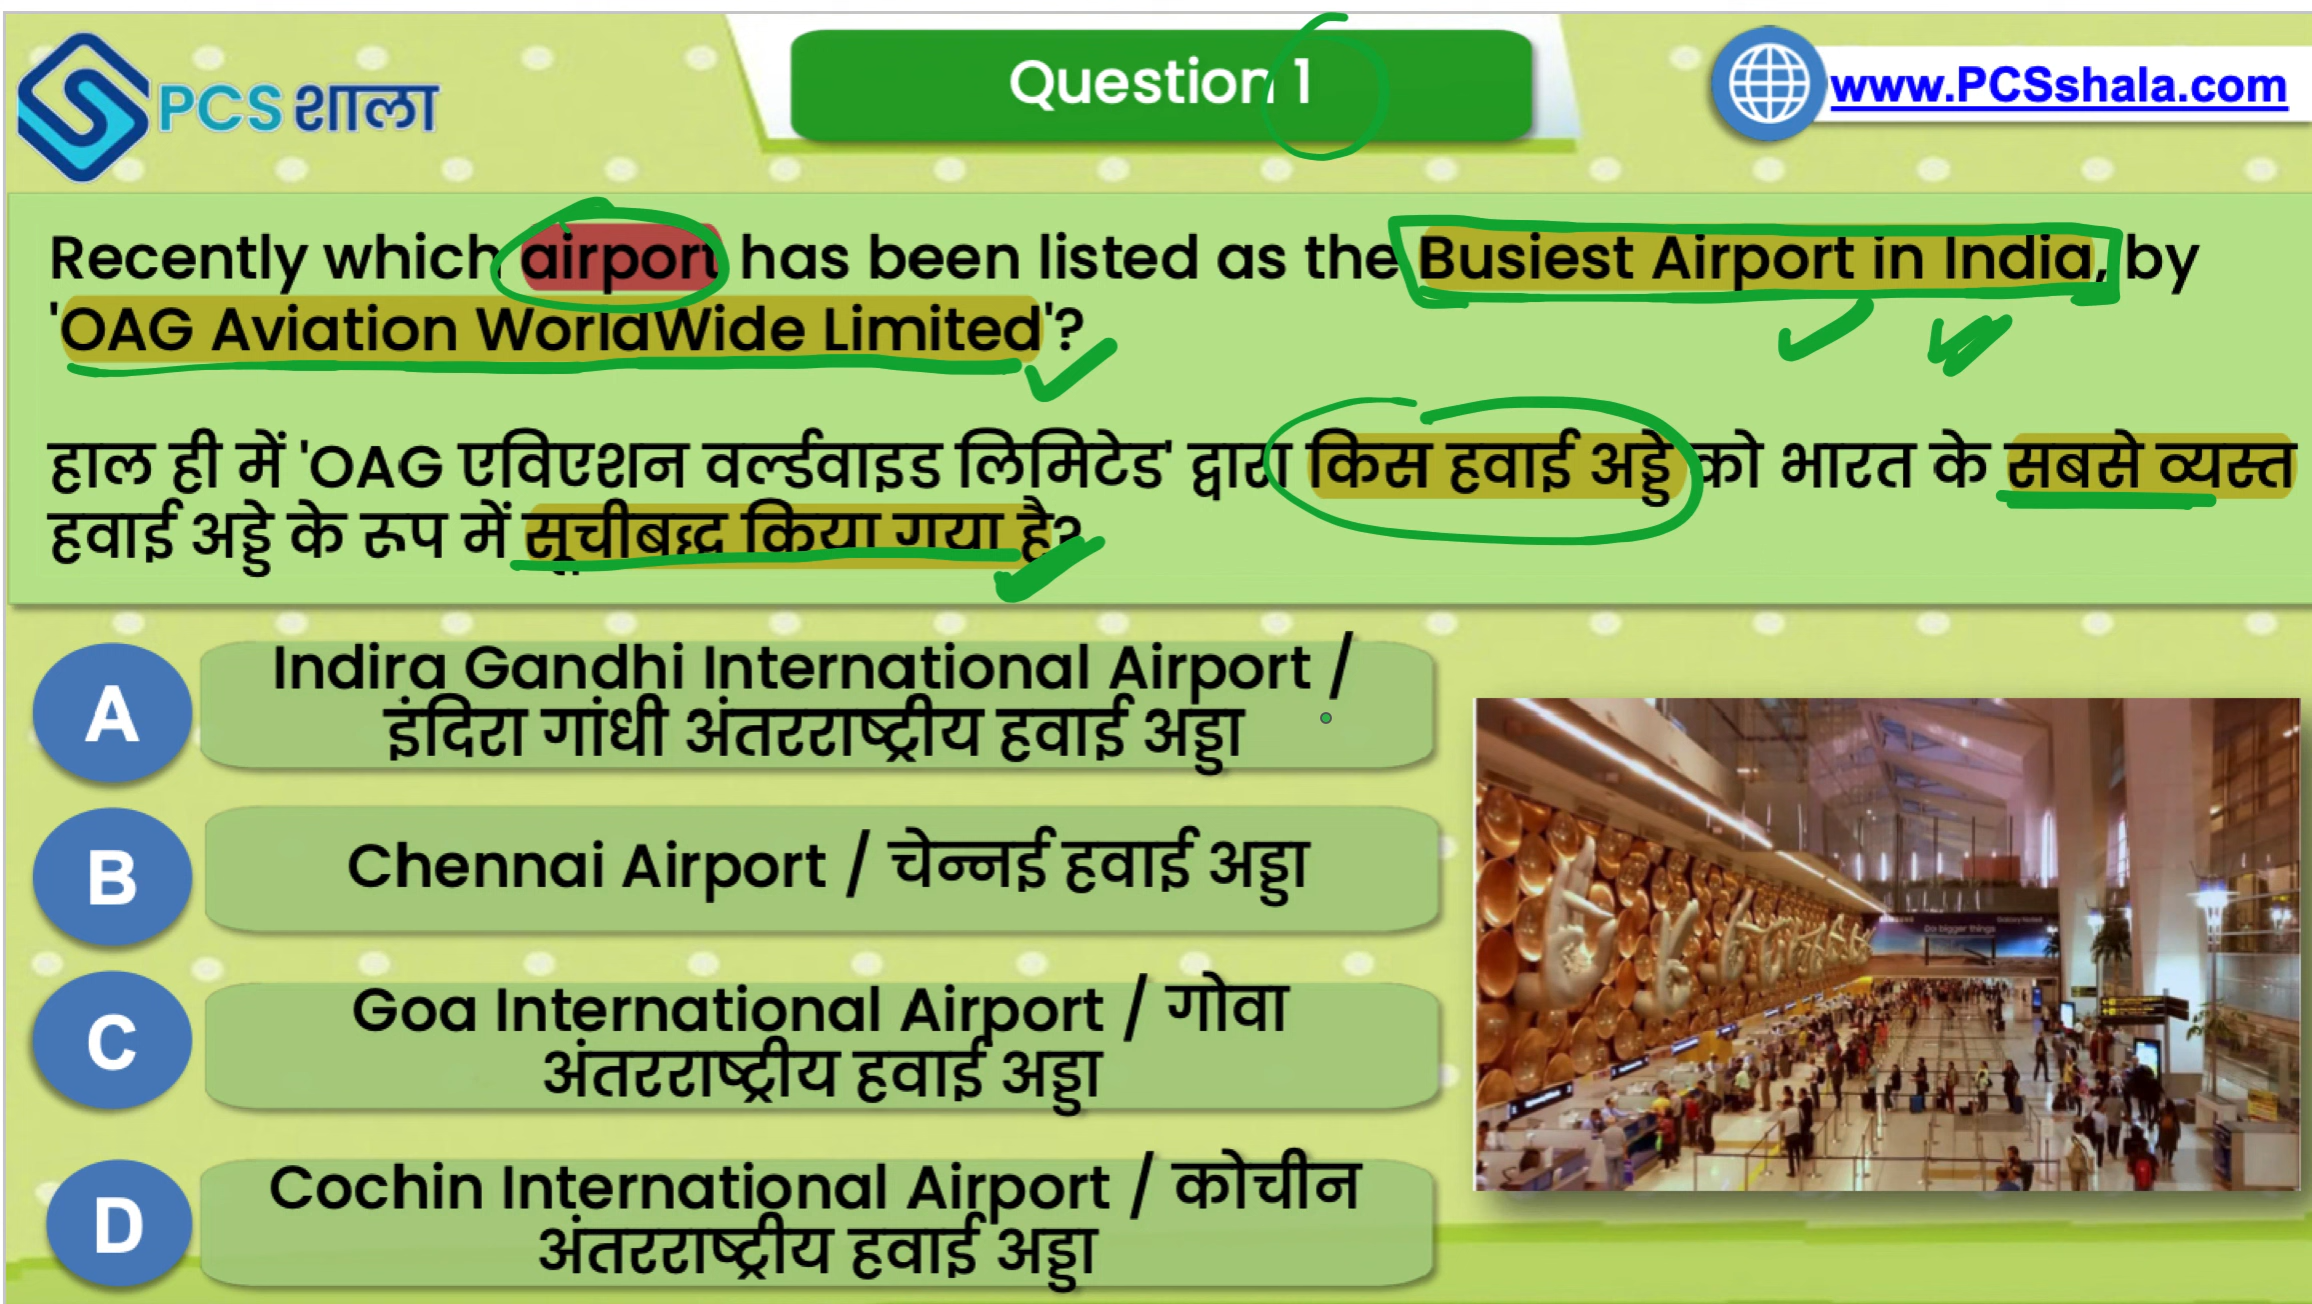 PCS शाला
Question 1
www.PCSshala.com
Recently which airport has been listed as the Busiest Airport in India, by
'OAG Aviation WorldWide Limited'?
हाल ही में 'OAG एविएशन वर्ल्डवाइड लिमिटेड' द्वारा किस हवाई अड्डे को भारत के सबसे व्यस्त
हवाई अड्डे के रूप में सूचीबद्ध किया गया है?
A
Indira Gandhi International Airport /
इंदिरा गांधी अंतरराष्ट्रीय हवाई अड्डा
B
Chennai Airport / चेन्नई हवाई अड्डा
C
Goa International Airport / गोवा
अंतरराष्ट्रीय हवाई अड्डा
D
Cochin International Airport / कोचीन
अंतरराष्ट्रीय हवाई अड्डा
Do bigger things